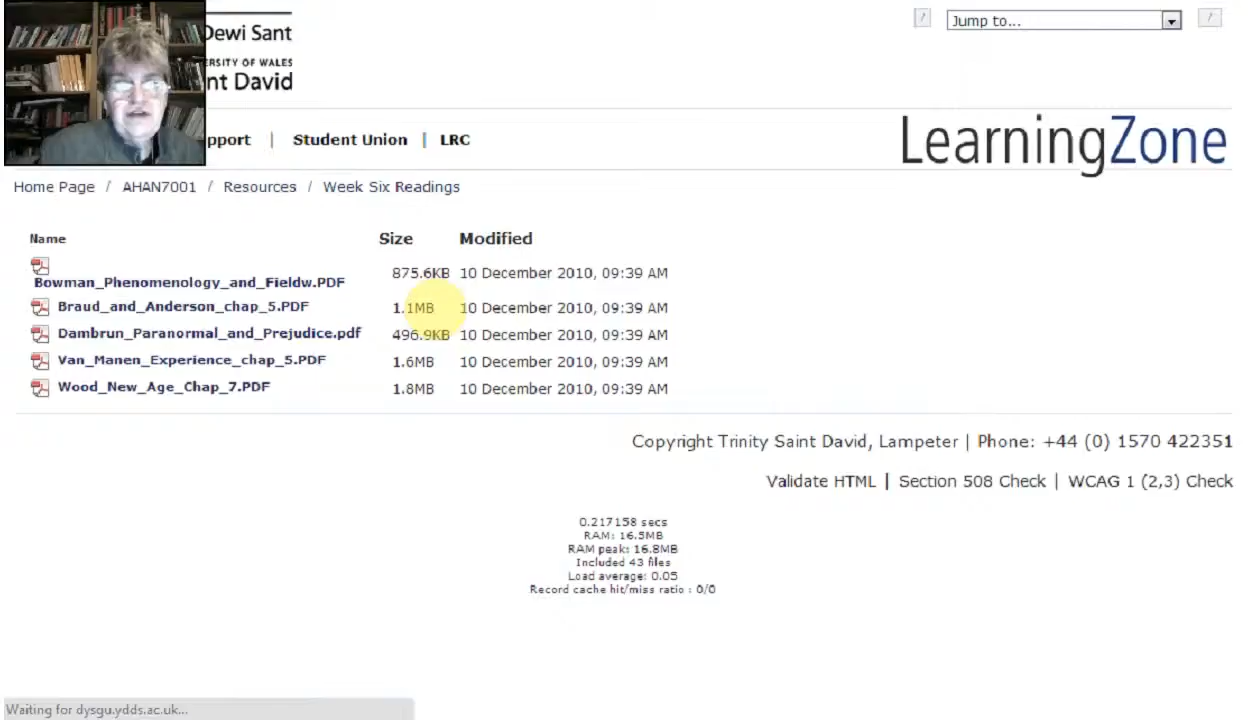 Dewi Sant
ERSITY OF WALES
nt David
Jump to...
pport | Student Union | LRC
LearningZone
Home Page / AHAN7001 / Resources / Week Six Readings
Name Size Modified
Bowman_Phenomenology_and_Fieldw.PDF 875.6KB 10 December 2010, 09:39 AM
Braud_and_Anderson_chap_5.PDF 1.1MB 10 December 2010, 09:39 AM
Dambrun_Paranormal_and_Prejudice.pdf 496.9KB 10 December 2010, 09:39 AM
Van_Manen_Experience_chap_5.PDF 1.6MB 10 December 2010, 09:39 AM
Wood_New_Age_Chap_7.PDF 1.8MB 10 December 2010, 09:39 AM
Copyright Trinity Saint David, Lampeter | Phone: +44 (0) 1570 422351
Validate HTML | Section 508 Check | WCAG 1 (2,3) Check
0.217158 secs
RAM: 16.5MB
RAM peak: 16.8MB
Included 43 files
Load average: 0.05
Record cache hit/miss ratio : 0/0
Waiting for dysgu.ydds.ac.uk...